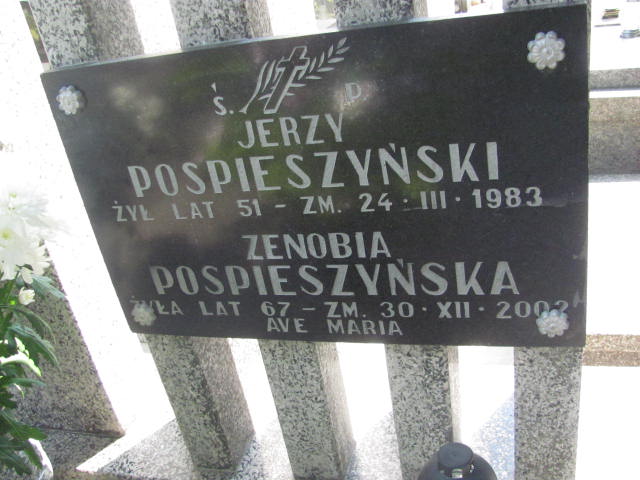 Ś. P
JERZY
POSPIESZYŃSKI
ŻYŁ LAT 51 - ZM. 24 · III · 1983
ZENOBIA
POSPIESZYŃSKA
ŻYŁA LAT 67 - ZM. 30 · XII ·
AVE MARIA